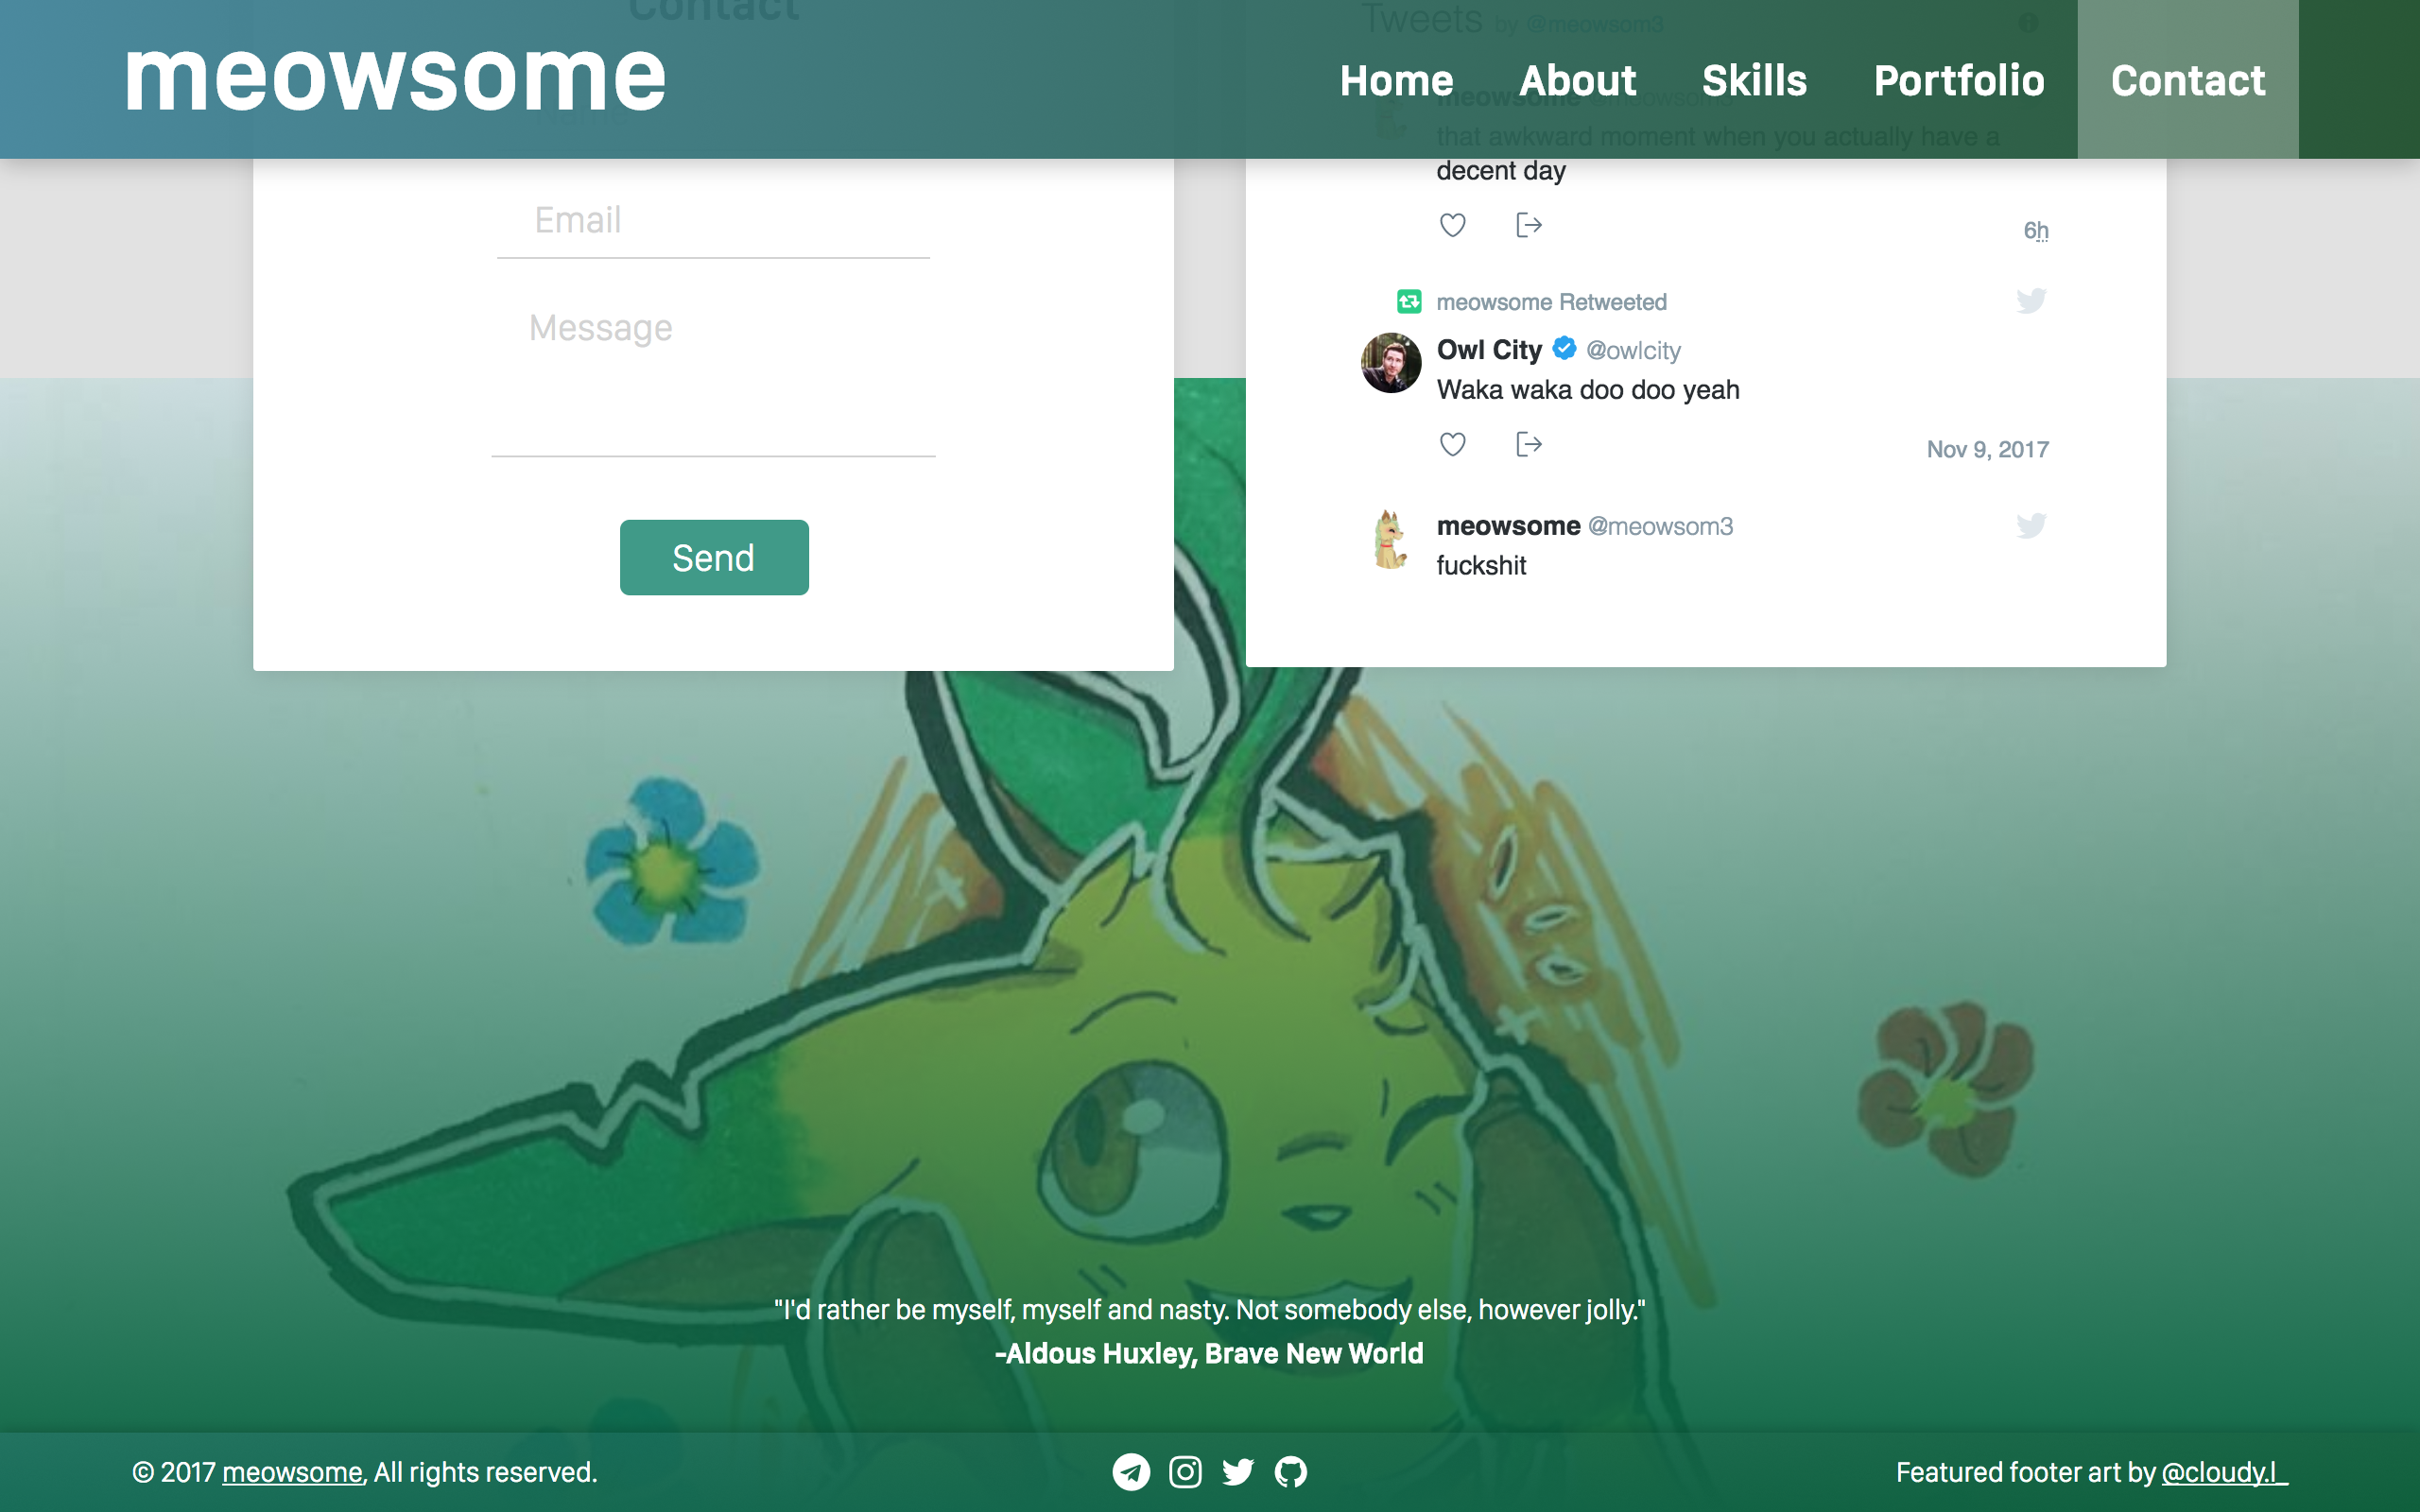 meowsome
Home
About
Skills
Portfolio
Contact
Contact
Email
Message
Send
Tweets by @meowsom3
meowsome @meowsom3
that awkward moment when you actually have a
decent day
6h
meowsome Retweeted
Owl City @owlcity
Waka waka doo doo yeah
Nov 9, 2017
meowsome @meowsom3
fuckshit
"I'd rather be myself, myself and nasty. Not somebody else, however jolly."
-Aldous Huxley, Brave New World
© 2017 meowsome, All rights reserved.
Featured footer art by @cloudy.l_